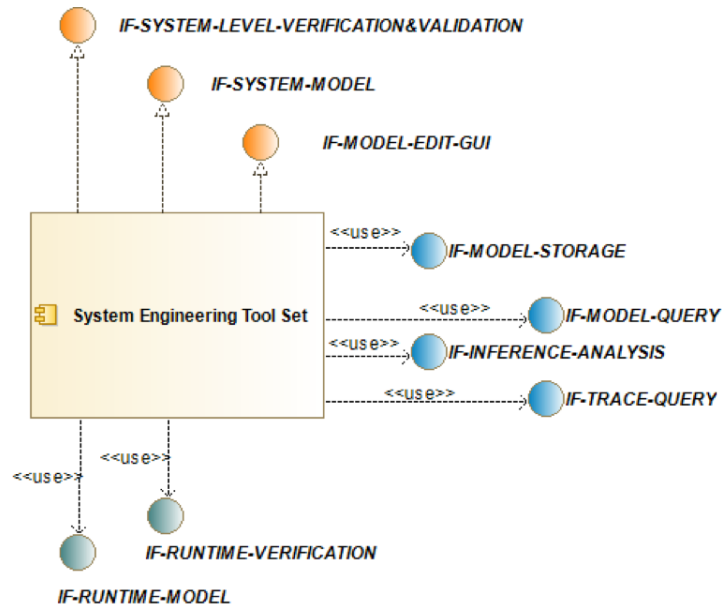 IF-SYSTEM-LEVEL-VERIFICATION&VALIDATION
IF-SYSTEM-MODEL
IF-MODEL-EDIT-GUI
<<use>>
IF-MODEL-STORAGE
<<use>>
IF-MODEL-QUERY
System Engineering Tool Set
<<use>>
IF-INFERENCE-ANALYSIS
<<use>>
IF-TRACE-QUERY
<<use>>
<<use>>
IF-RUNTIME-VERIFICATION
IF-RUNTIME-MODEL